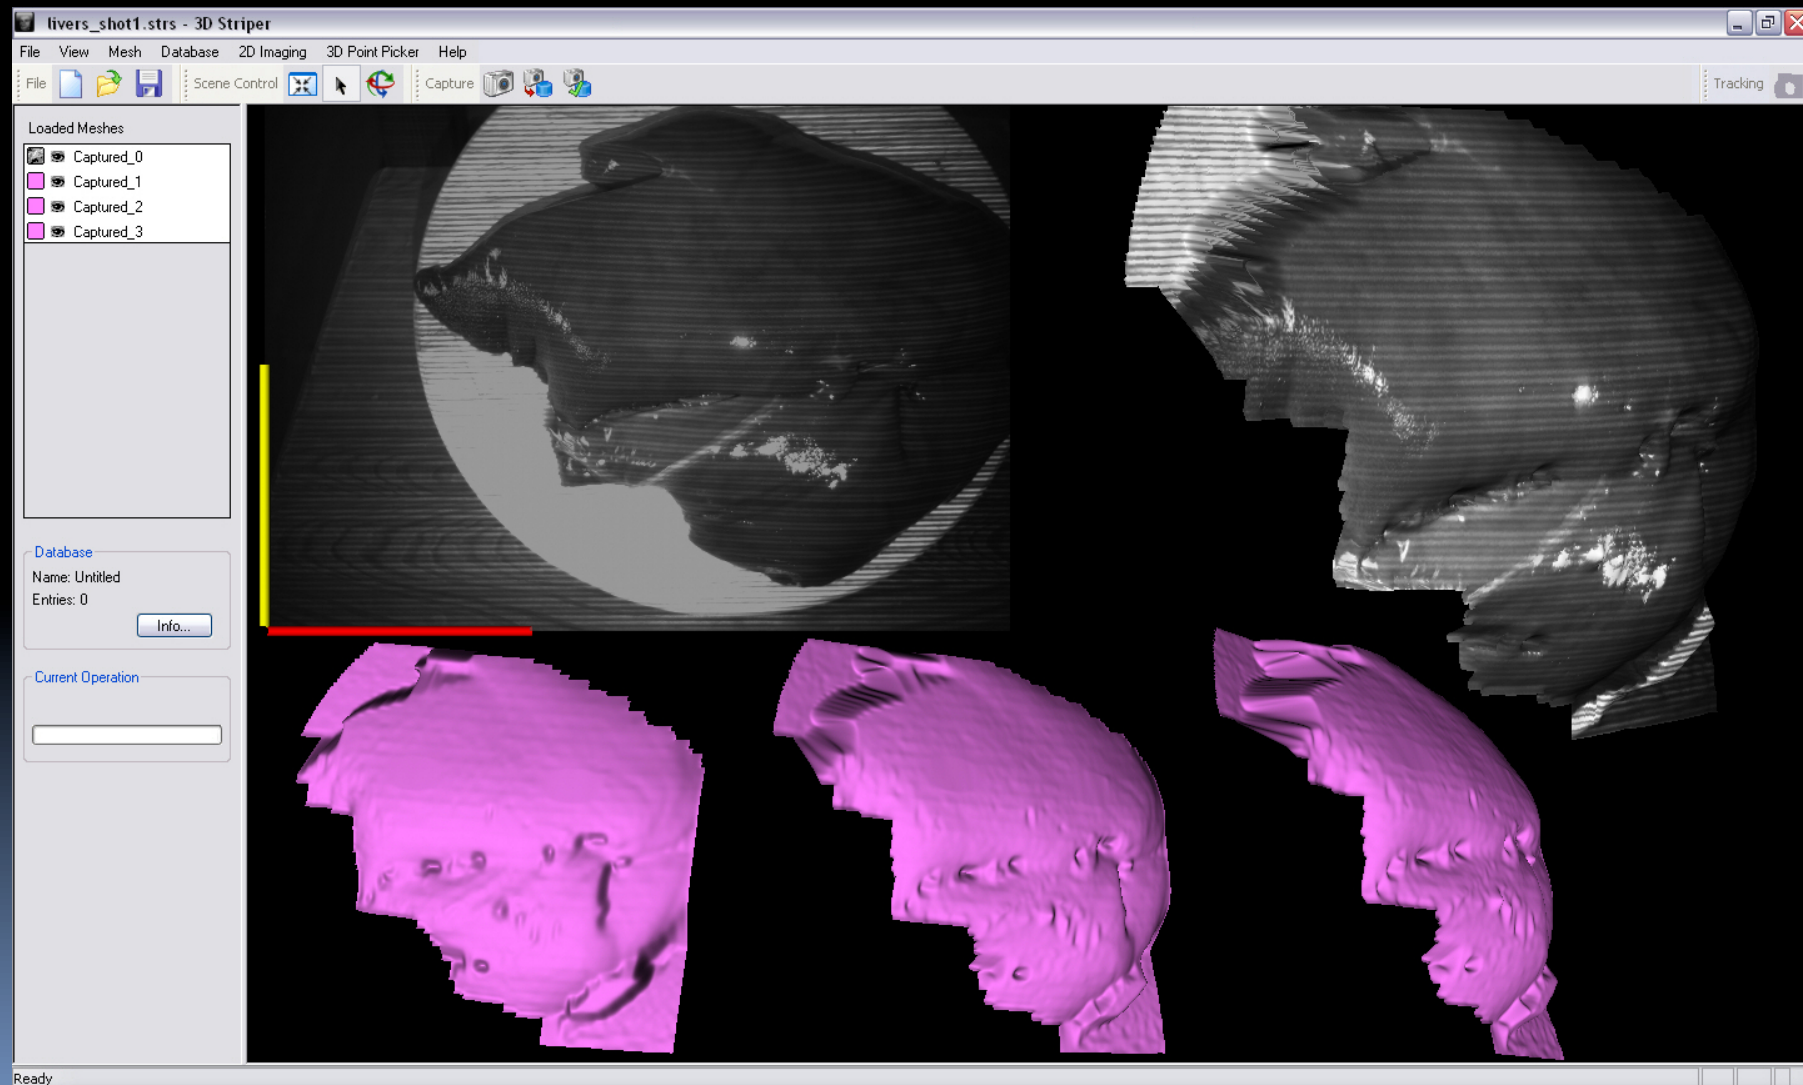 livers_shot1.strs - 3D Striper
File View Mesh Database 2D Imaging 3D Point Picker Help
File Scene Control Capture Tracking
Loaded Meshes
Captured_0
Captured_1
Captured_2
Captured_3
Database
Name: Untitled
Entries: 0
Info...
Current Operation
Ready